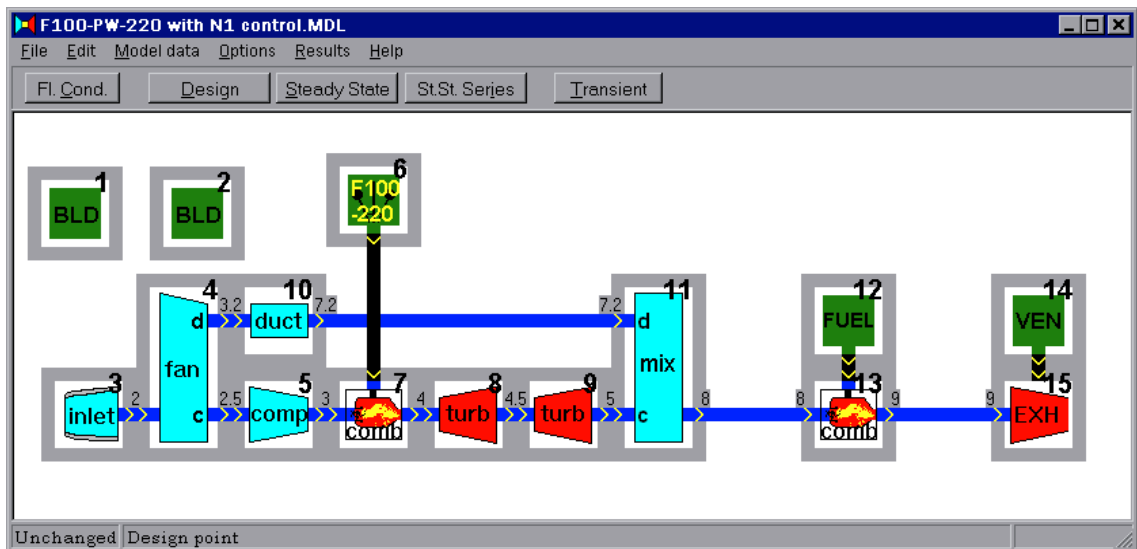 F100-PW-220 with N1 control.MDL
File Edit Model data Options Results Help
Fl. Cond. Design Steady State St.St. Series Transient
1 2 6
BLD BLD F100
-220
4 10 11 12 14
3.2 7.2 7.2
d duct d FUEL VEN
fan mix
3 5 7 8 9 13 15
2 2.5 3 4 4.5 5 8 8 9 9
inlet c comp turb turb c EXH
comb comb
Unchanged Design point